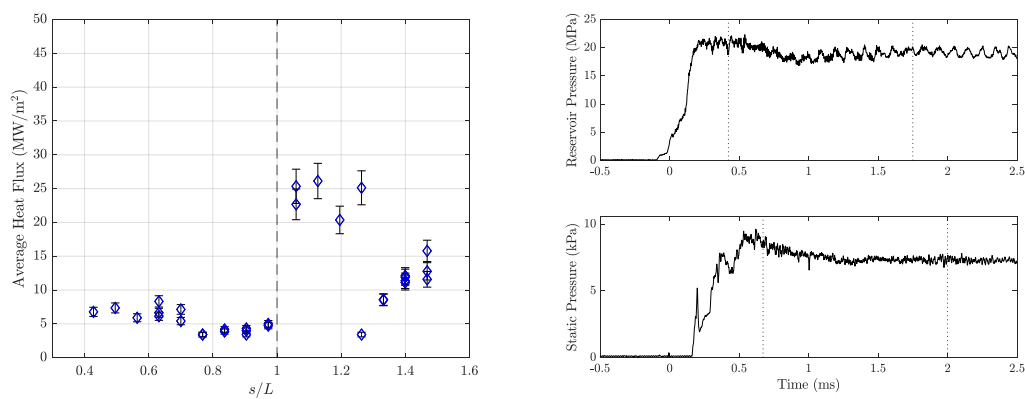 50
45
40
35
30
25
20
15
10
5
0
Average Heat Flux (MW/m²)
0.4 0.6 0.8 1 1.2 1.4 1.6
s/L
25
20
15
10
5
0
Reservoir Pressure (MPa)
-0.5 0 0.5 1 1.5 2 2.5
10
5
0
Static Pressure (kPa)
-0.5 0 0.5 1 1.5 2 2.5
Time (ms)